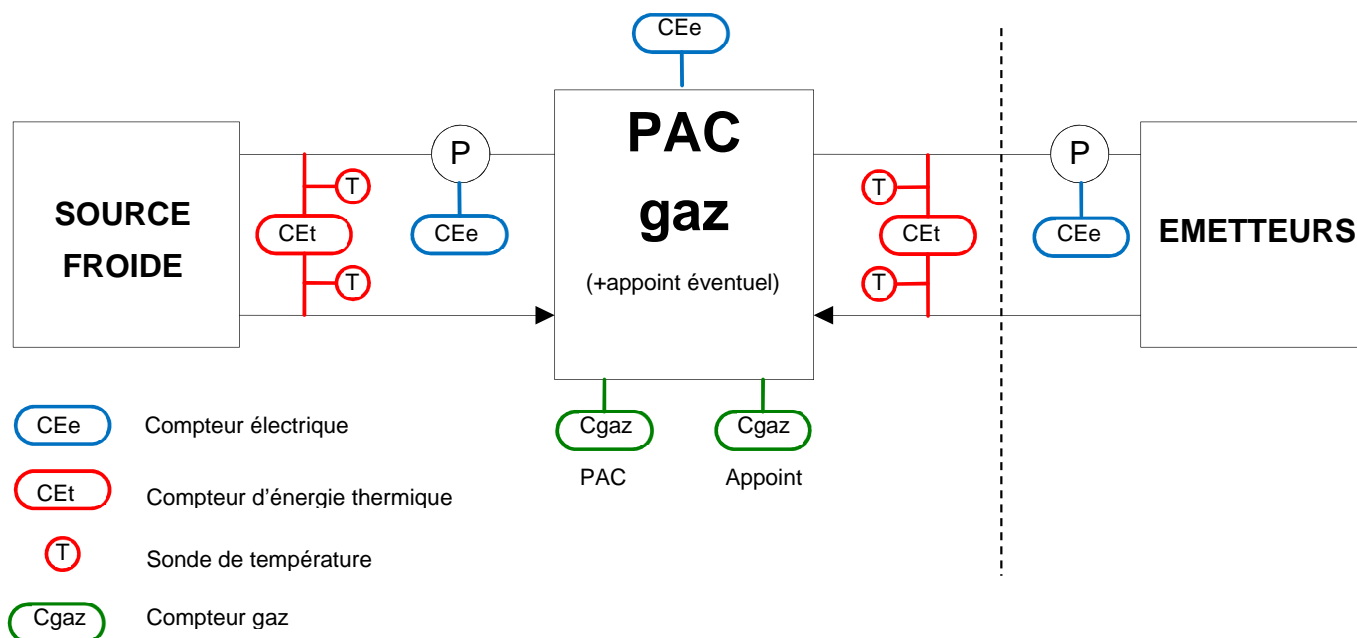 CEe
PAC
gaz
(+appoint éventuel)
SOURCE
FROIDE
T
CEt
T
P
CEe
T
CEt
T
P
CEe
EMETTEURS
Cgaz
Cgaz
PAC
Appoint
CEe Compteur électrique
CEt Compteur d'énergie thermique
T Sonde de température
Cgaz Compteur gaz